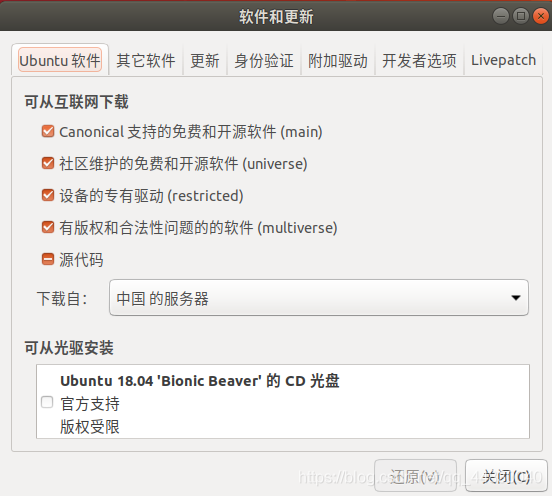 软件和更新
Ubuntu 软件 其它软件 更新 身份验证 附加驱动 开发者选项 Livepatch
可从互联网下载
Canonical 支持的免费和开源软件 (main)
社区维护的免费和开源软件 (universe)
设备的专有驱动 (restricted)
有版权和合法性问题的的软件 (multiverse)
源代码
下载自： 中国 的服务器
可从光驱安装
Ubuntu 18.04 'Bionic Beaver' 的 CD 光盘
官方支持
版权受限
还原(V) 关闭(C)